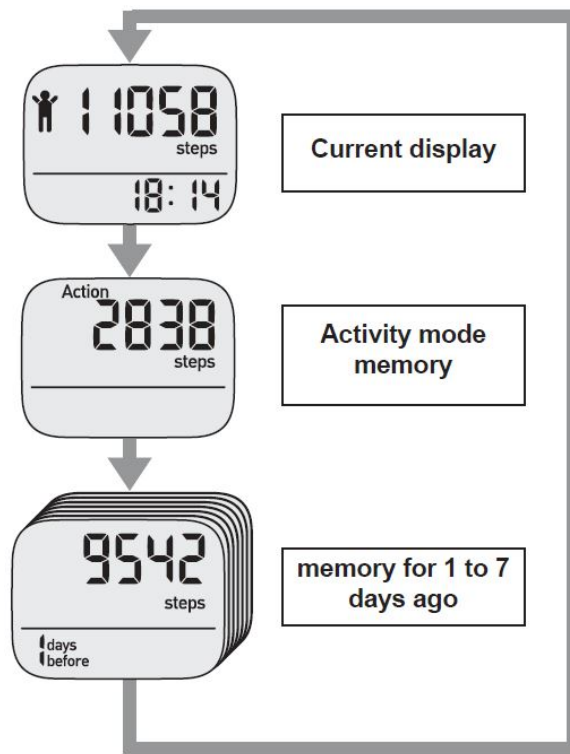 11058
steps
18:14
Current display
Action
2838
steps
Activity mode
memory
9542
steps
1 days
before
memory for 1 to 7
days ago